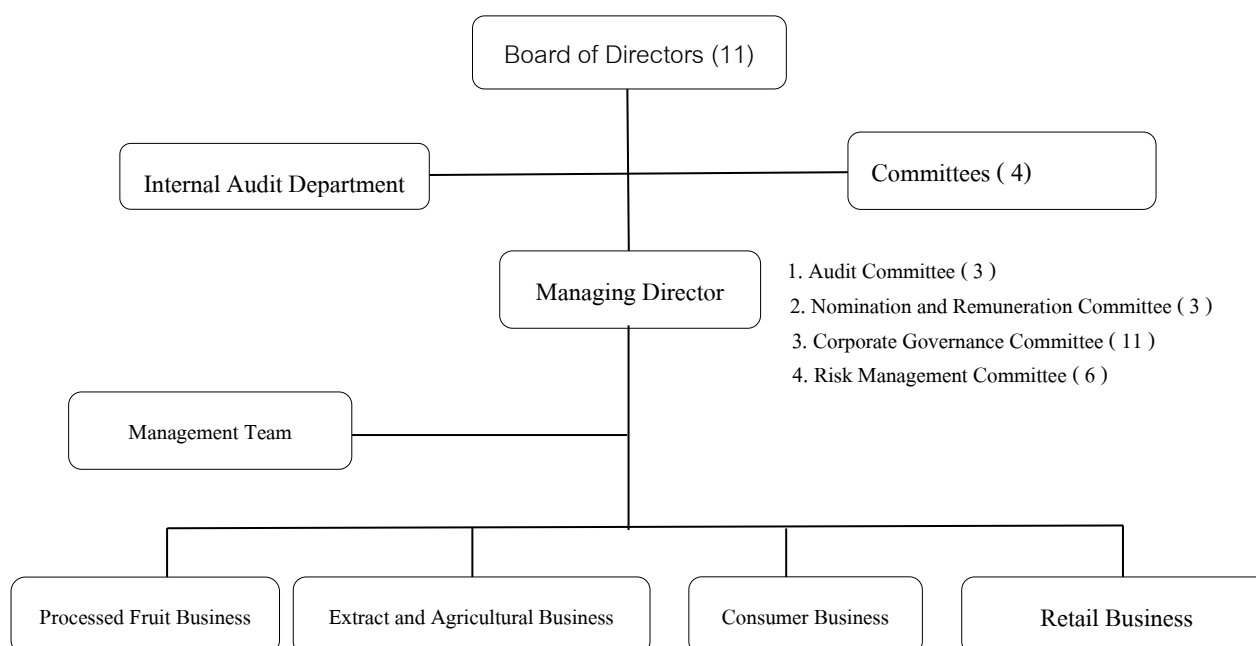 Board of Directors (11)
Internal Audit Department
Committees ( 4)
Managing Director
1. Audit Committee ( 3 )
2. Nomination and Remuneration Committee ( 3 )
3. Corporate Governance Committee ( 11 )
4. Risk Management Committee ( 6 )
Management Team
Processed Fruit Business
Extract and Agricultural Business
Consumer Business
Retail Business